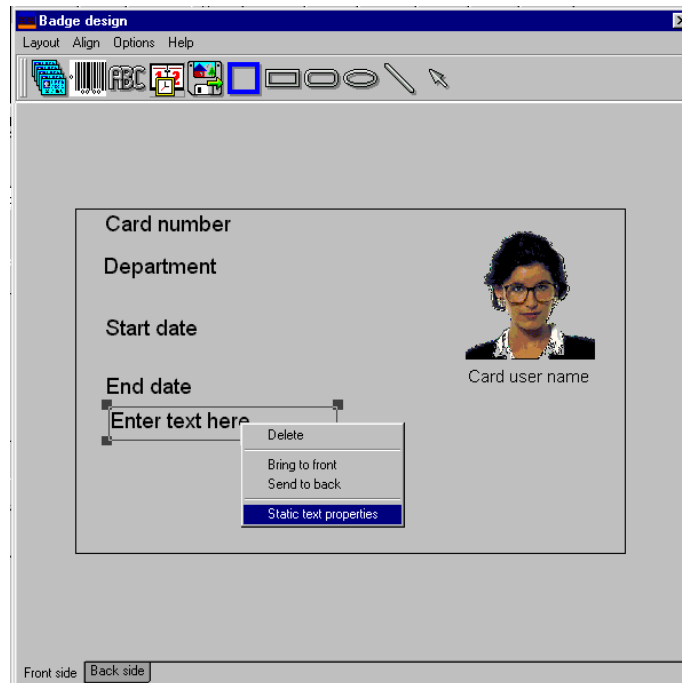 Badge design
Layout Align Options Help
ABC
Card number
Department
Start date
End date
Card user name
Enter text here
Delete
Bring to front
Send to back
Static text properties
Front side Back side